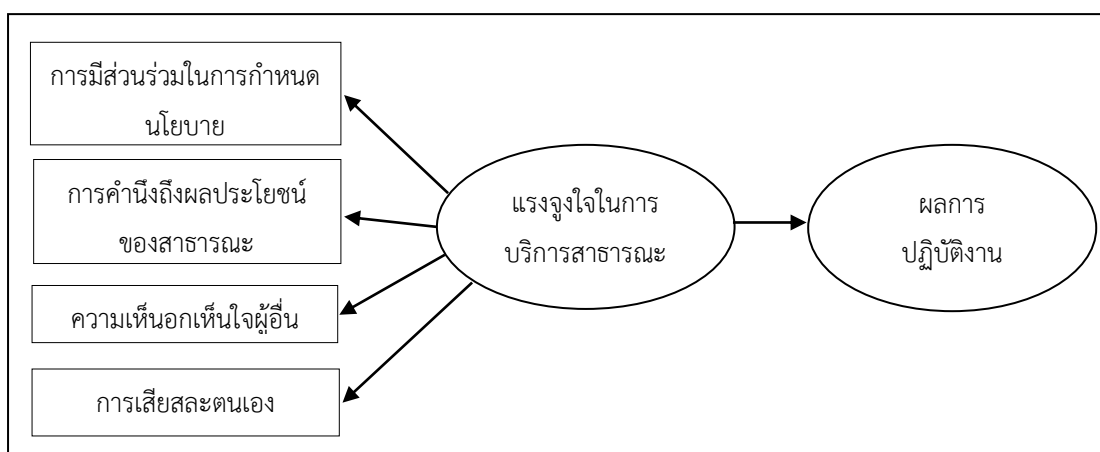 การมีส่วนร่วมในการกำหนด
นโยบาย
การคำนึงถึงผลประโยชน์
ของสาธารณะ
ความเห็นอกเห็นใจผู้อื่น
การเสียสละตนเอง
แรงจูงใจในการ
บริการสาธารณะ
ผลการ
ปฏิบัติงาน